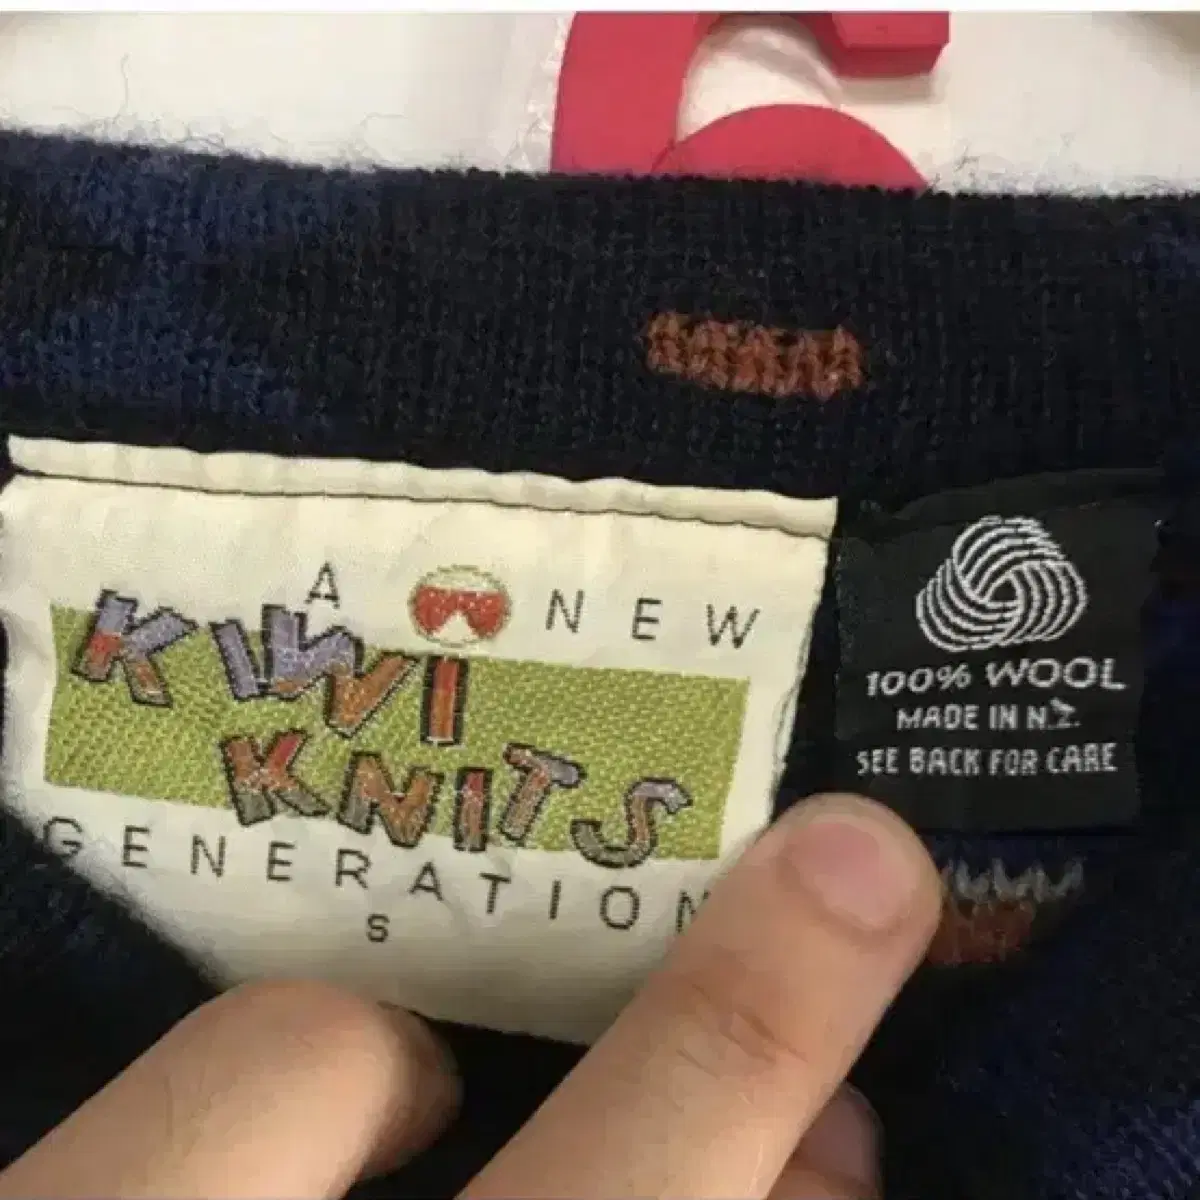 A NEW
KIWI
KNITS
GENERATION
S
100% WOOL
MADE IN N.Z.
SEE BACK FOR CARE